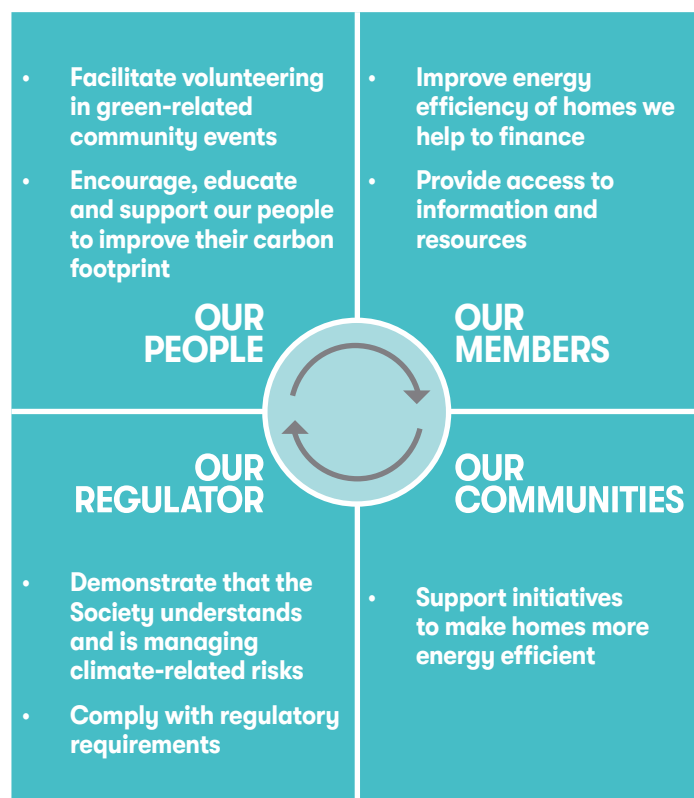 • Facilitate volunteering
in green-related
community events
• Encourage, educate
and support our people
to improve their carbon
footprint
OUR
PEOPLE
• Improve energy
efficiency of homes we
help to finance
• Provide access to
information and
resources
OUR
MEMBERS
OUR
REGULATOR
• Demonstrate that the
Society understands
and is managing
climate-related risks
• Comply with regulatory
requirements
OUR
COMMUNITIES
• Support initiatives
to make homes more
energy efficient